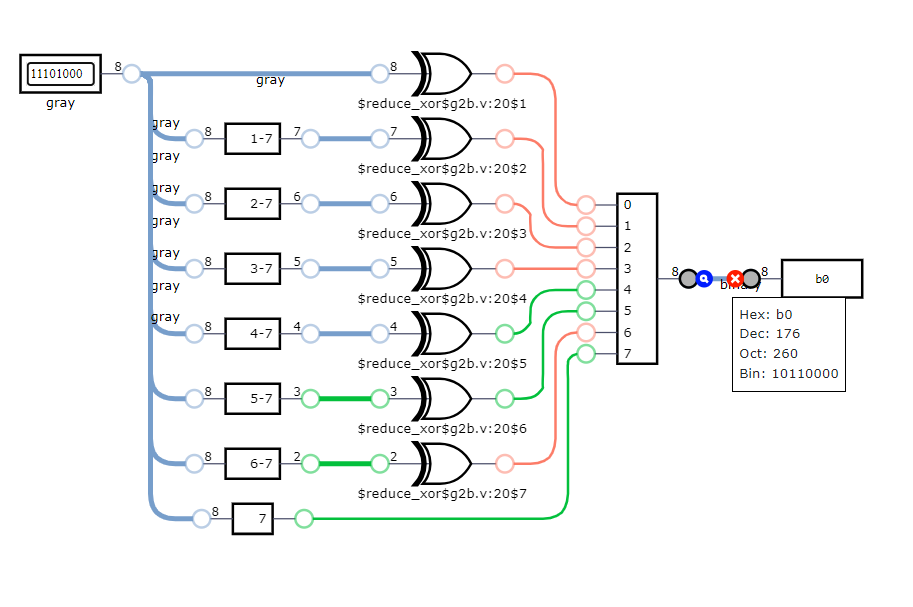 11101000
gray
8
gray
8
$reduce_xor$g2b.v:20$1
gray
8
1-7
7
7
$reduce_xor$g2b.v:20$2
gray
gray
8
2-7
6
6
$reduce_xor$g2b.v:20$3
gray
gray
8
3-7
5
5
$reduce_xor$g2b.v:20$4
gray
gray
8
4-7
4
4
$reduce_xor$g2b.v:20$5
8
5-7
3
3
$reduce_xor$g2b.v:20$6
8
6-7
2
2
$reduce_xor$g2b.v:20$7
8
7
0
1
2
3
4
5
6
7
8
binary
8
b0
Hex: b0
Dec: 176
Oct: 260
Bin: 10110000